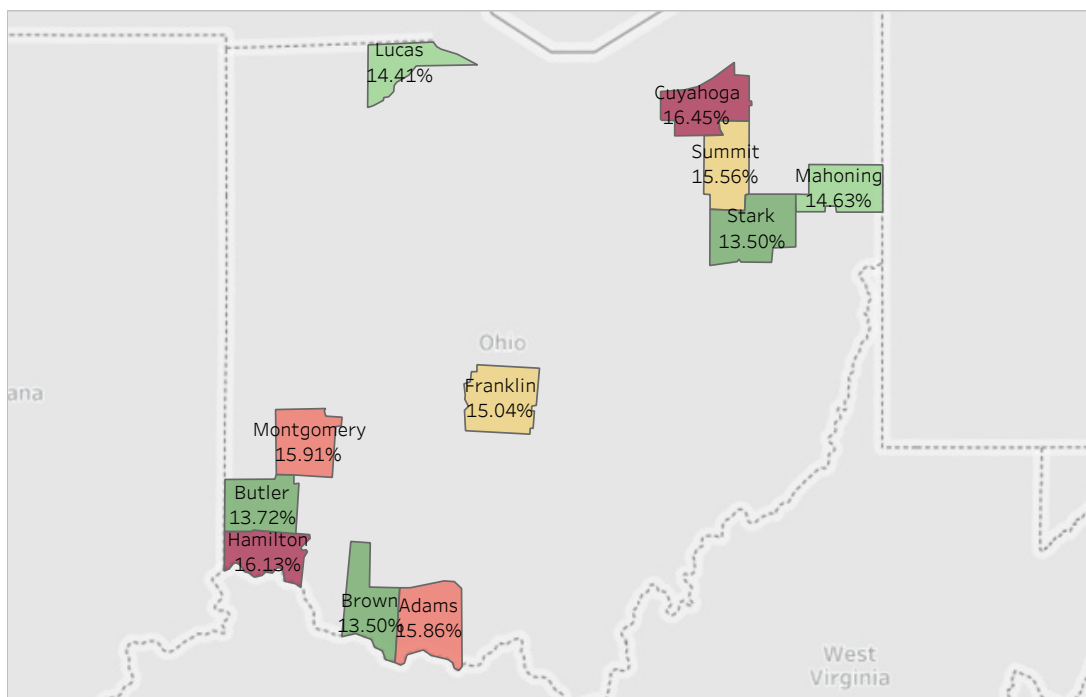 Lucas
14.41%
Cuyahoga
16.45%
Summit
15.56%
Mahoning
14.63%
Stark
13.50%
Ohio
Franklin
15.04%
ana
Montgomery
15.91%
Butler
13.72%
Hamilton
16.13%
Brown
13.50%
Adams
15.86%
West
Virginia